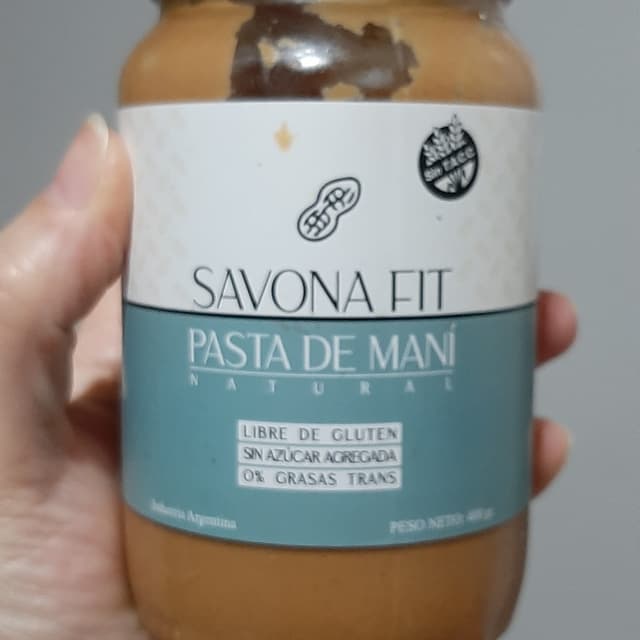 Sin T.A.C.C.
SAVONA FIT
PASTA DE MANÍ
NATURAL
LIBRE DE GLUTEN
SIN AZÚCAR AGREGADA
0% GRASAS TRANS
Industria Argentina
PESO NETO: